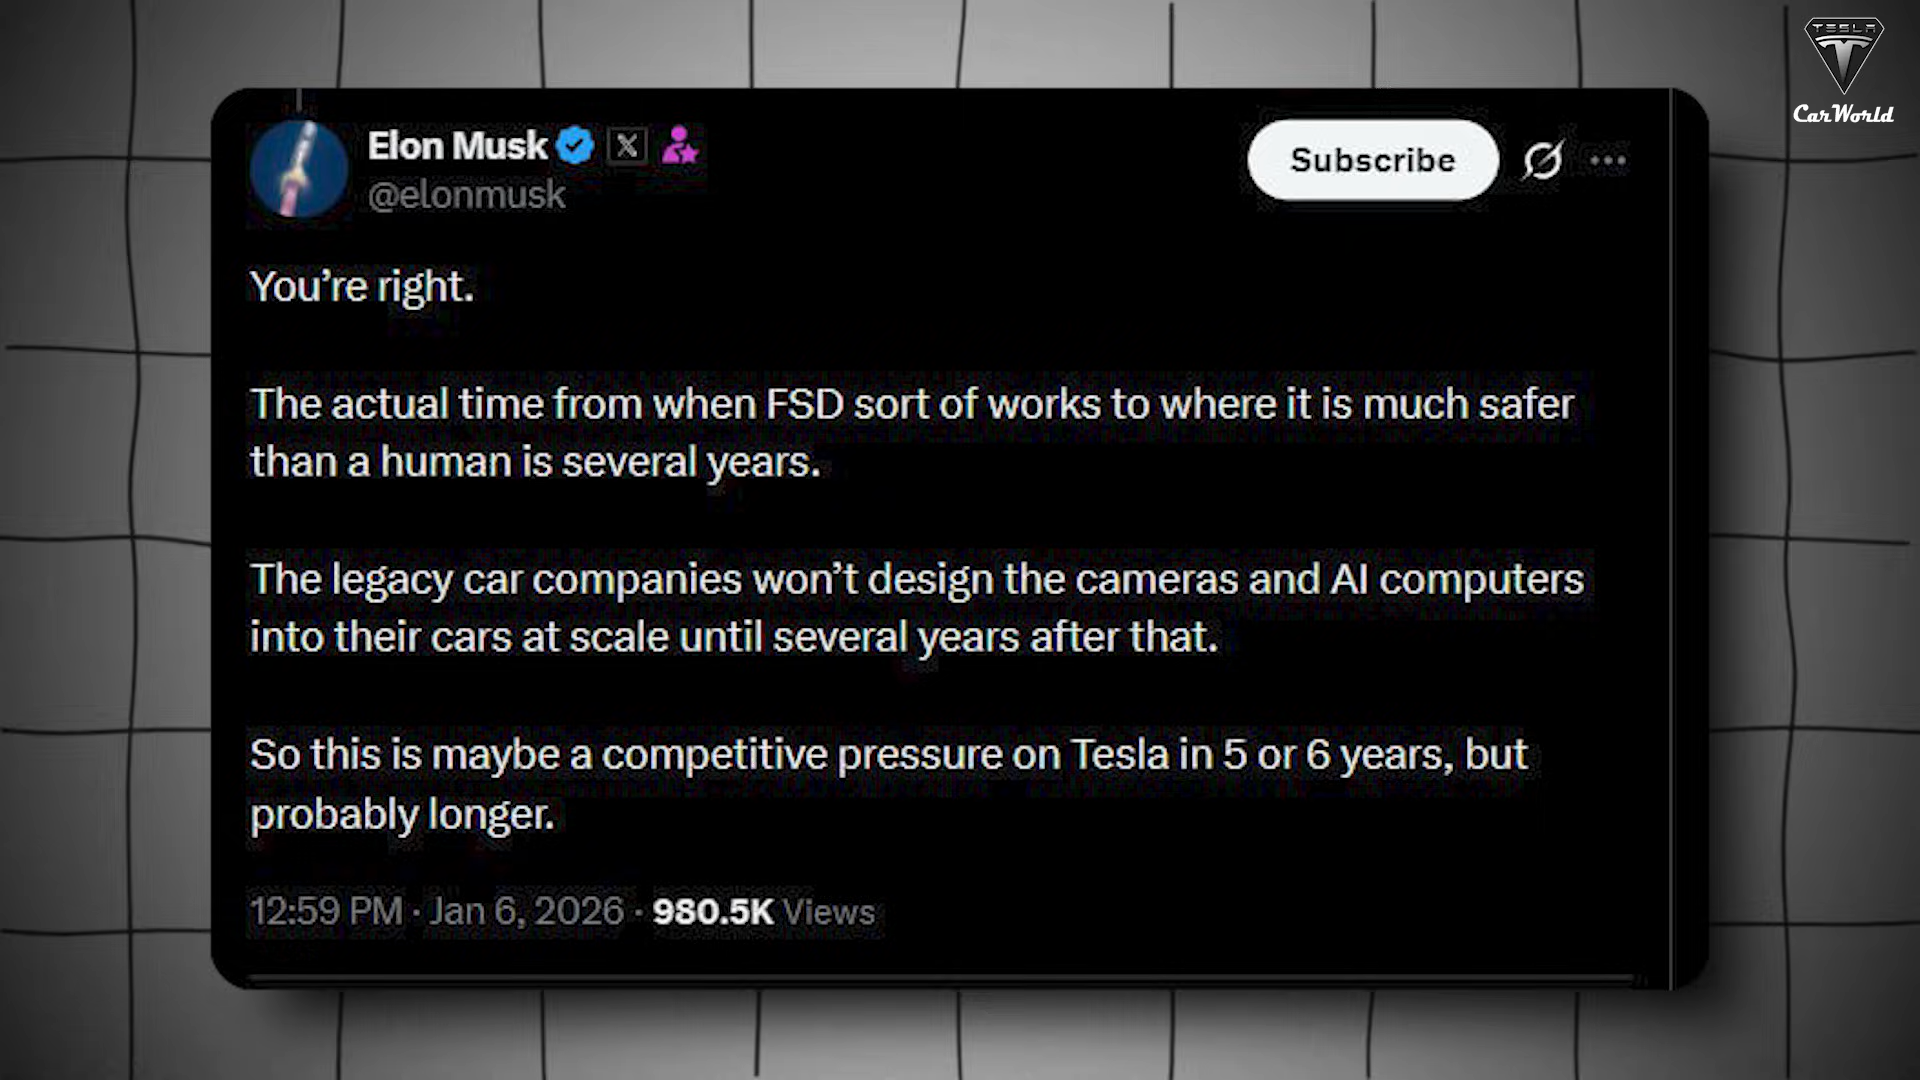 TESLA
CarWorld
Elon Musk
@elonmusk
Subscribe
You’re right.
The actual time from when FSD sort of works to where it is much safer
than a human is several years.
The legacy car companies won’t design the cameras and AI computers
into their cars at scale until several years after that.
So this is maybe a competitive pressure on Tesla in 5 or 6 years, but
probably longer.
12:59 PM · Jan 6, 2026 · 980.5K Views